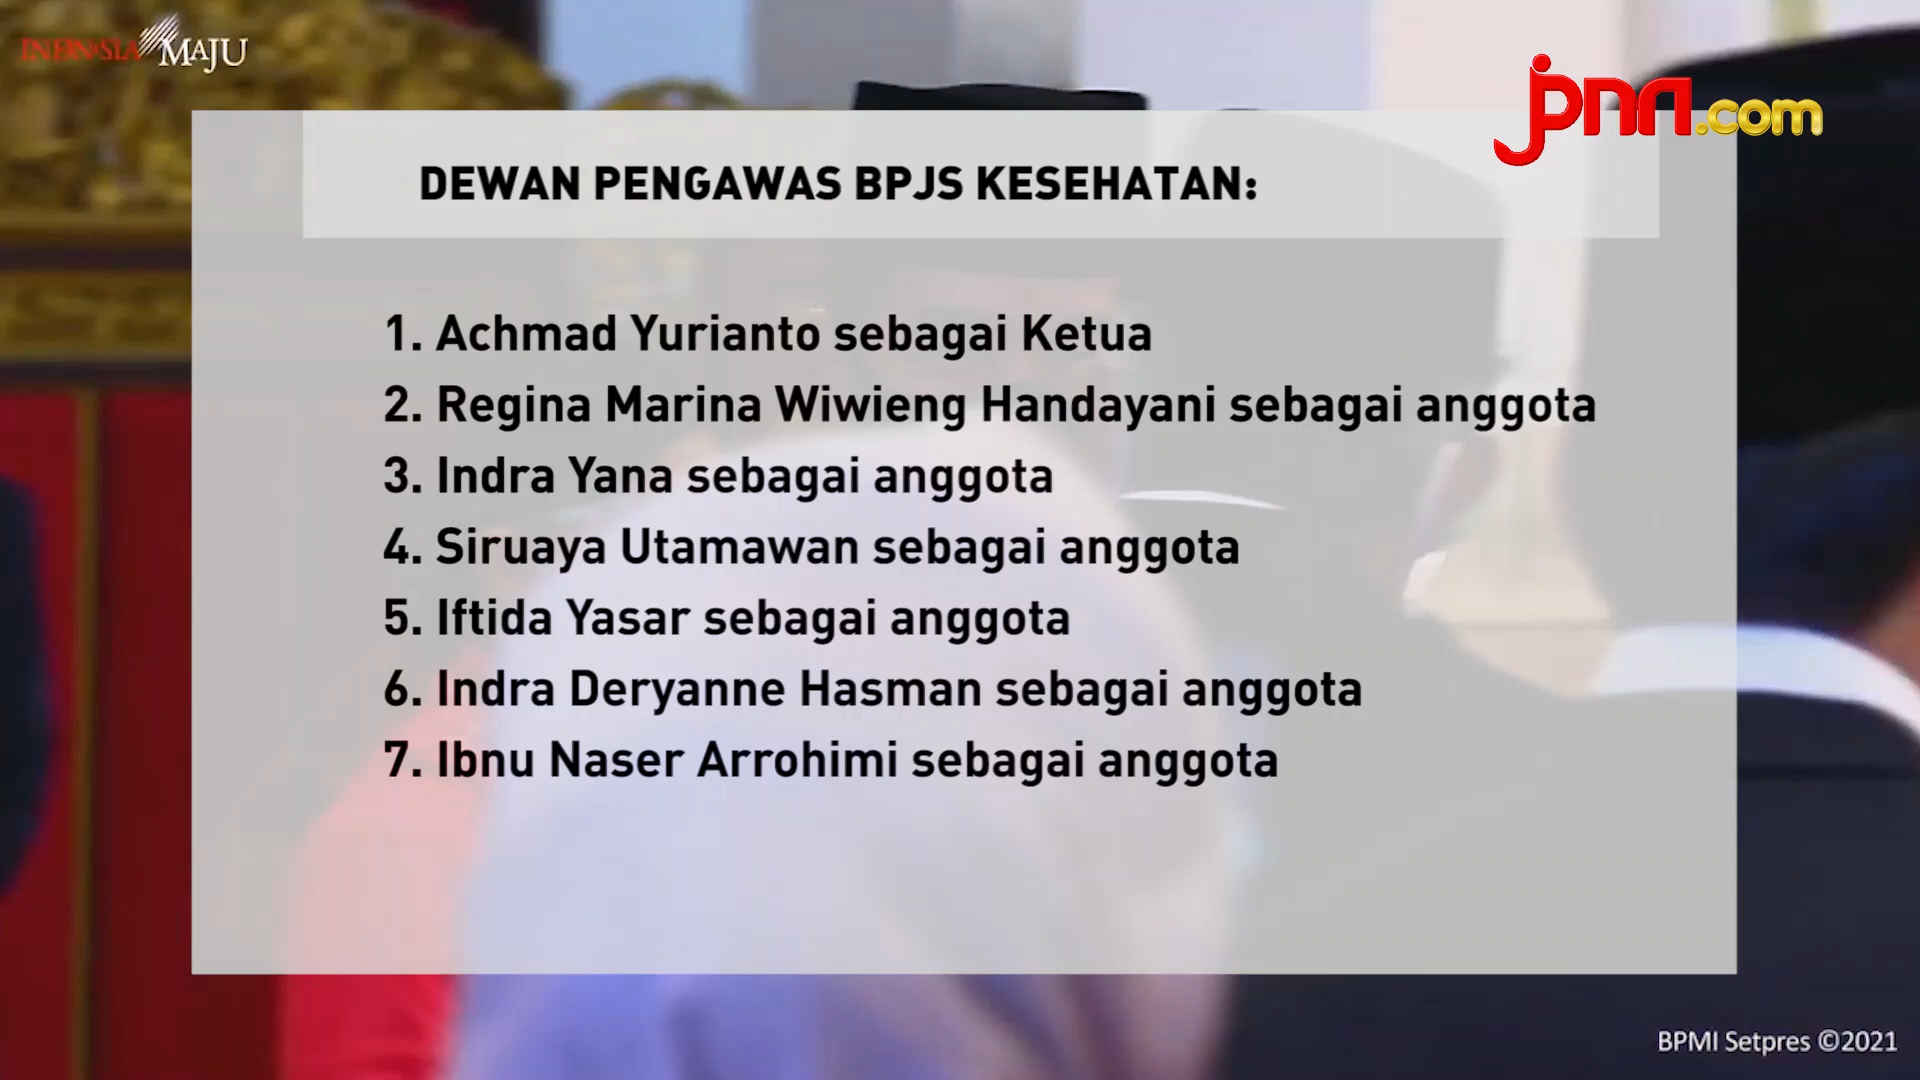 INDONESIA MAJU
jpnn.com
DEWAN PENGAWAS BPJS KESEHATAN:
1. Achmad Yurianto sebagai Ketua
2. Regina Marina Wiwieng Handayani sebagai anggota
3. Indra Yana sebagai anggota
4. Siruaya Utamawan sebagai anggota
5. Iftida Yasar sebagai anggota
6. Indra Deryanne Hasman sebagai anggota
7. Ibnu Naser Arrohimi sebagai anggota
BPMI Setpres ©2021